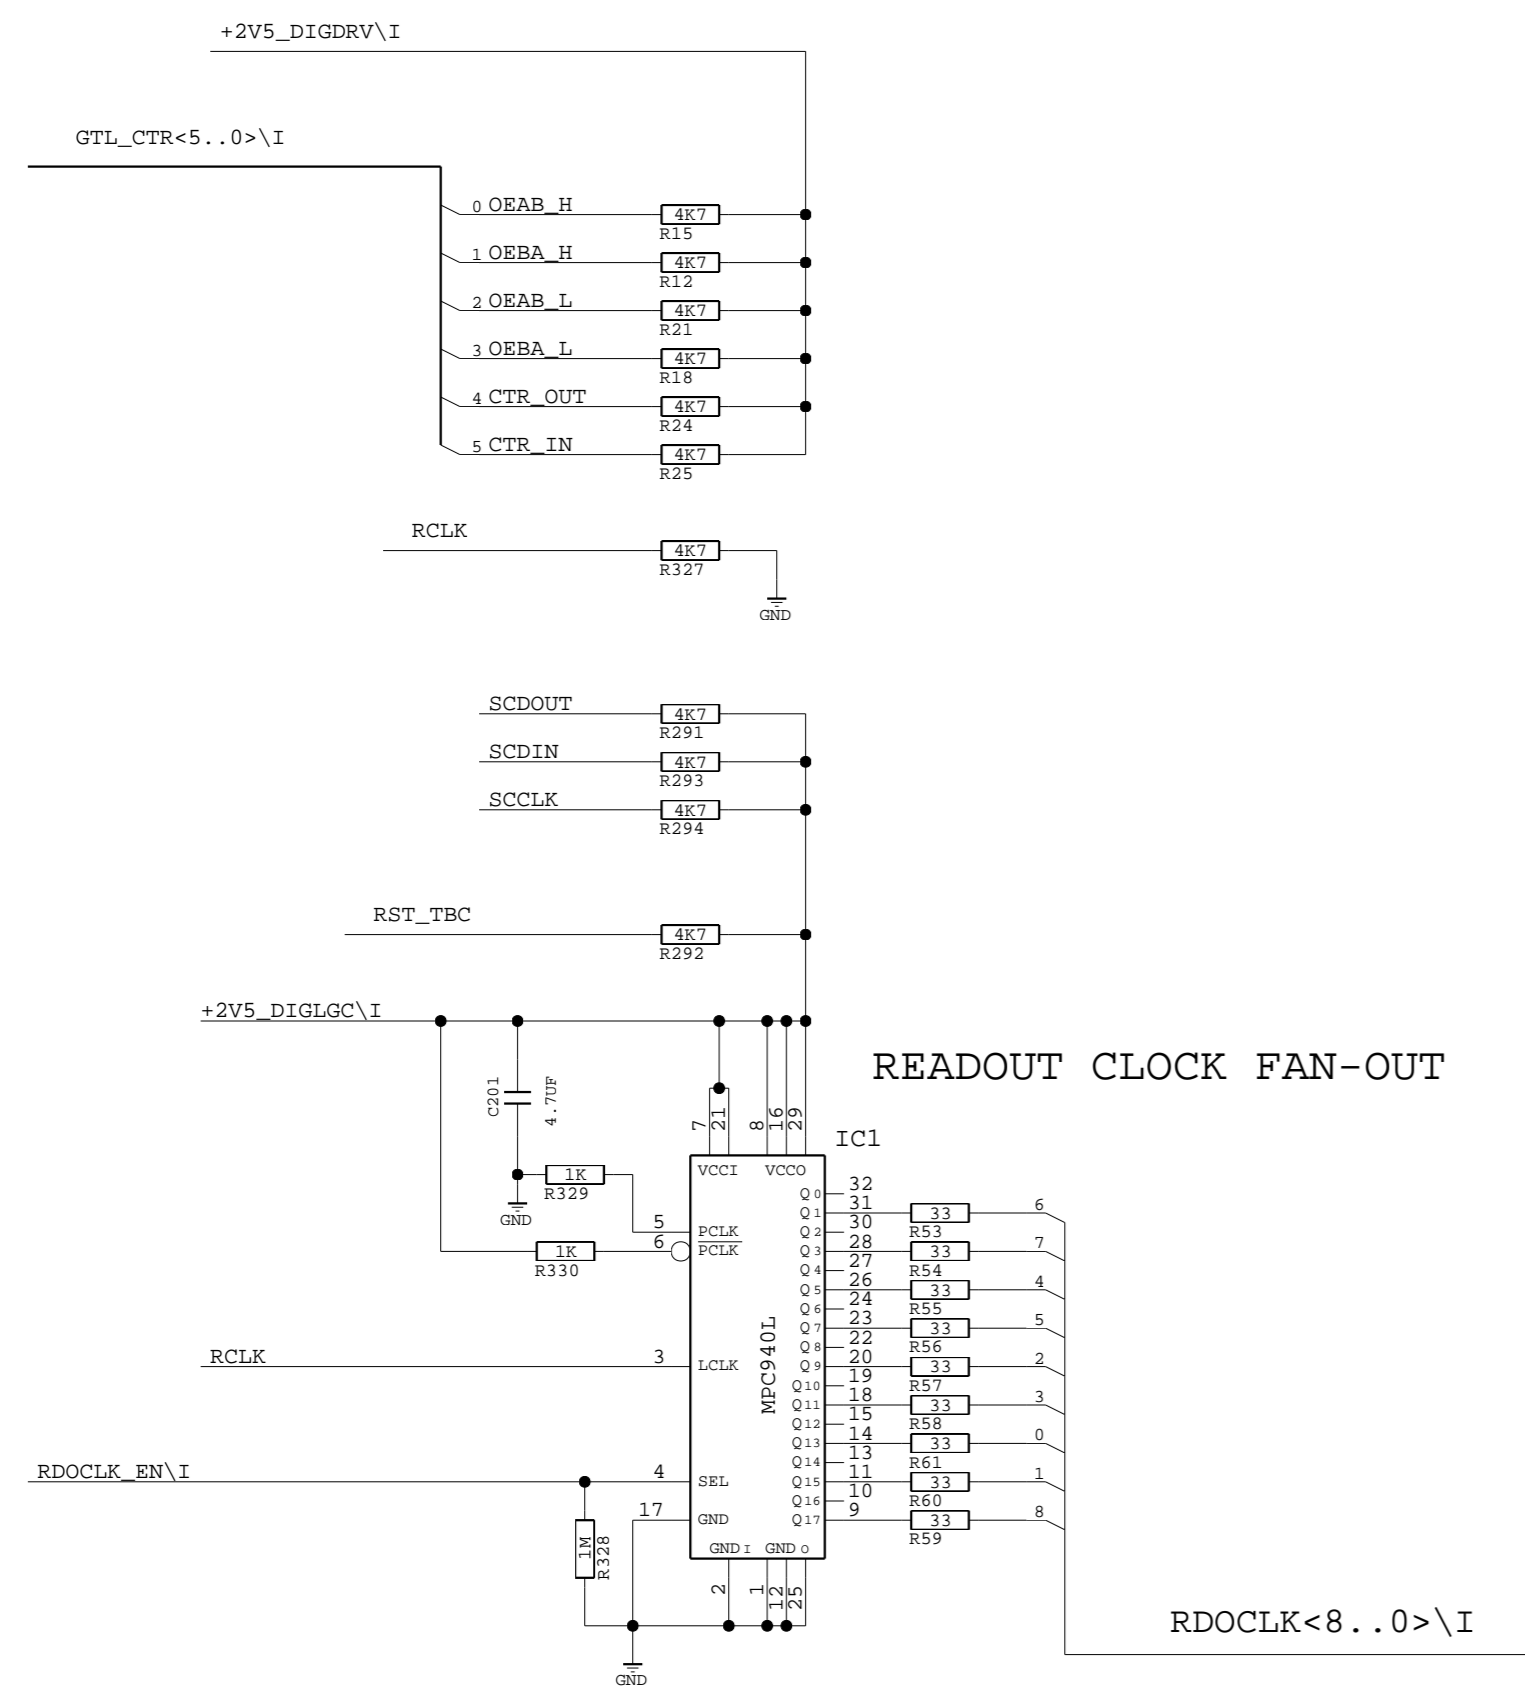 +2V5_DIGDRV\I
GTL_CTR<5..0>\I
0 OEAB_H 4K7
R15
1 OEBA_H 4K7
R12
2 OEAB_L 4K7
R21
3 OEBA_L 4K7
R18
4 CTR_OUT 4K7
R24
5 CTR_IN 4K7
R25
RCLK 4K7
R327
GND
SCDOUT 4K7
R291
SCDIN 4K7
R293
SCCLK 4K7
R294
RST_TBC 4K7
R292
+2V5_DIGLGC\I
READOUT CLOCK FAN-OUT
C201 4.7UF
7 21 8 16 29
IC1
VCCI VCCO
1K
R329
GND
5 PCLK
6 PCLK
1K
R330
MPC940L
RCLK 3 LCLK
RDOCLK_EN\I 4 SEL
17 GND
1M R328
GND I GND O
2 1 12 25
GND
Q0 32
Q1 31 33 6
R53
Q2 30
Q3 28 33 7
R54
Q4 27
Q5 26 33 4
R55
Q6 24
Q7 23 33 5
R56
Q8 22
Q9 20 33 2
R57
Q10 19
Q11 18 33 3
R58
Q12 15
Q13 14 33 0
R61
Q14 13
Q15 11 33 1
R60
Q16 10
Q17 9 33 8
R59
RDOCLK<8..0>\I